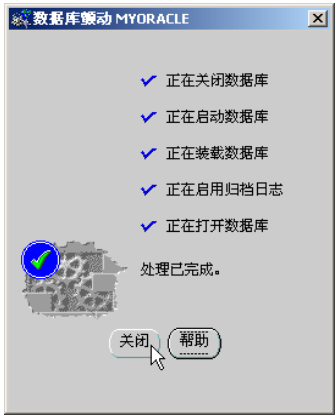 数据库颤动 MYORACLE
正在关闭数据库
正在启动数据库
正在装载数据库
正在启用归档日志
正在打开数据库
处理已完成。
关闭
帮助